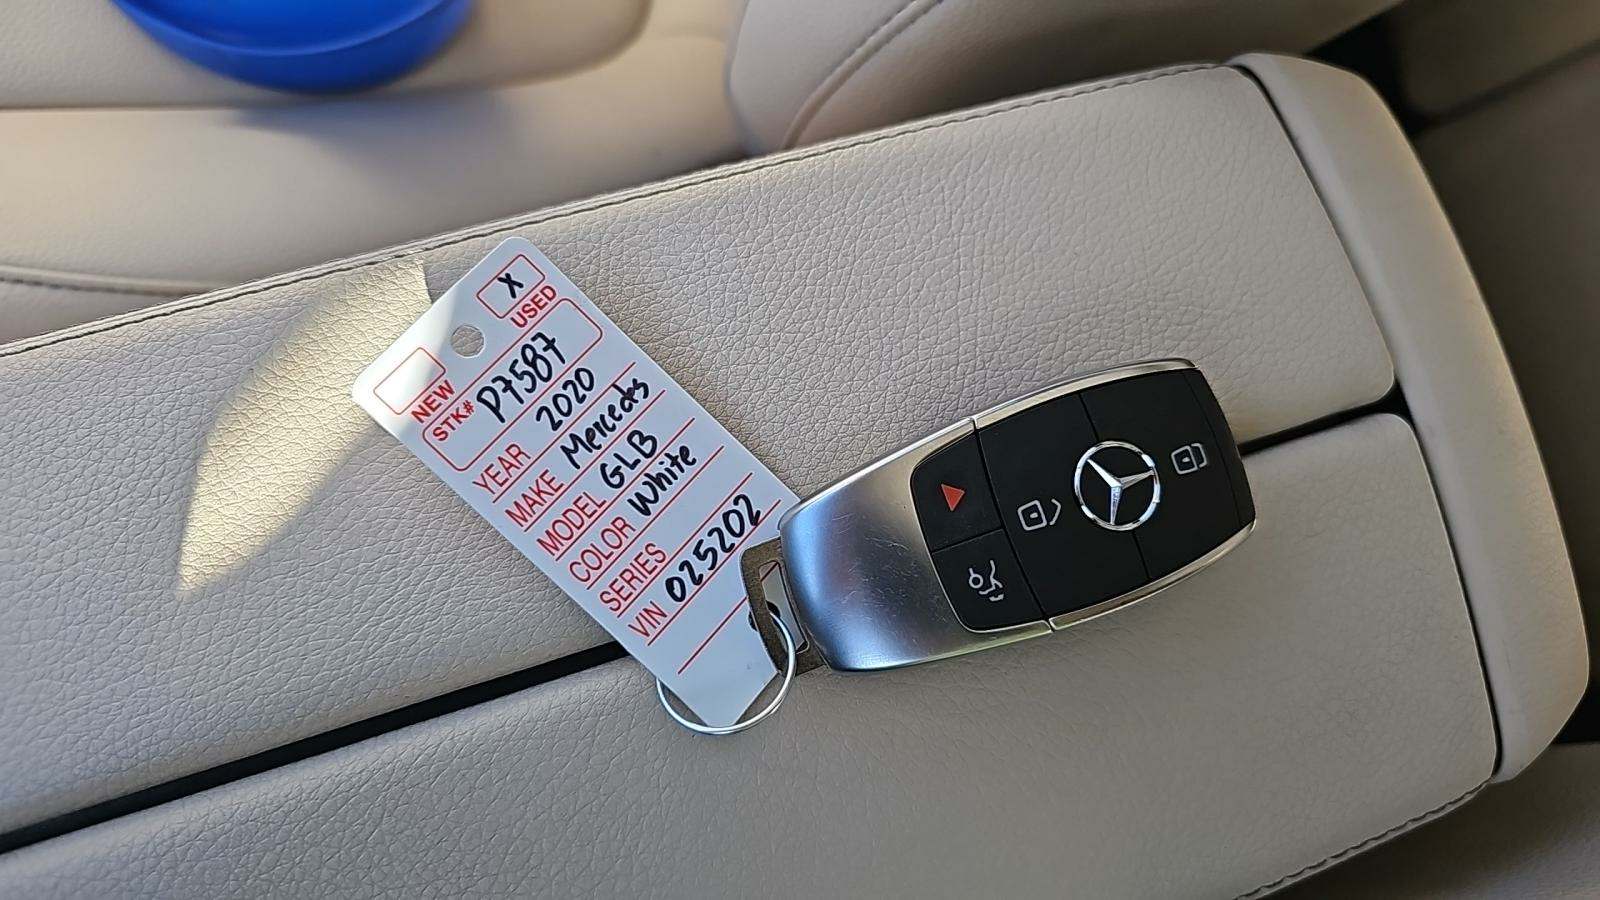 X
NEW USED
STK# P7587
YEAR 2020
MAKE Mercedes
MODEL GLB
COLOR White
SERIES
VIN 025202